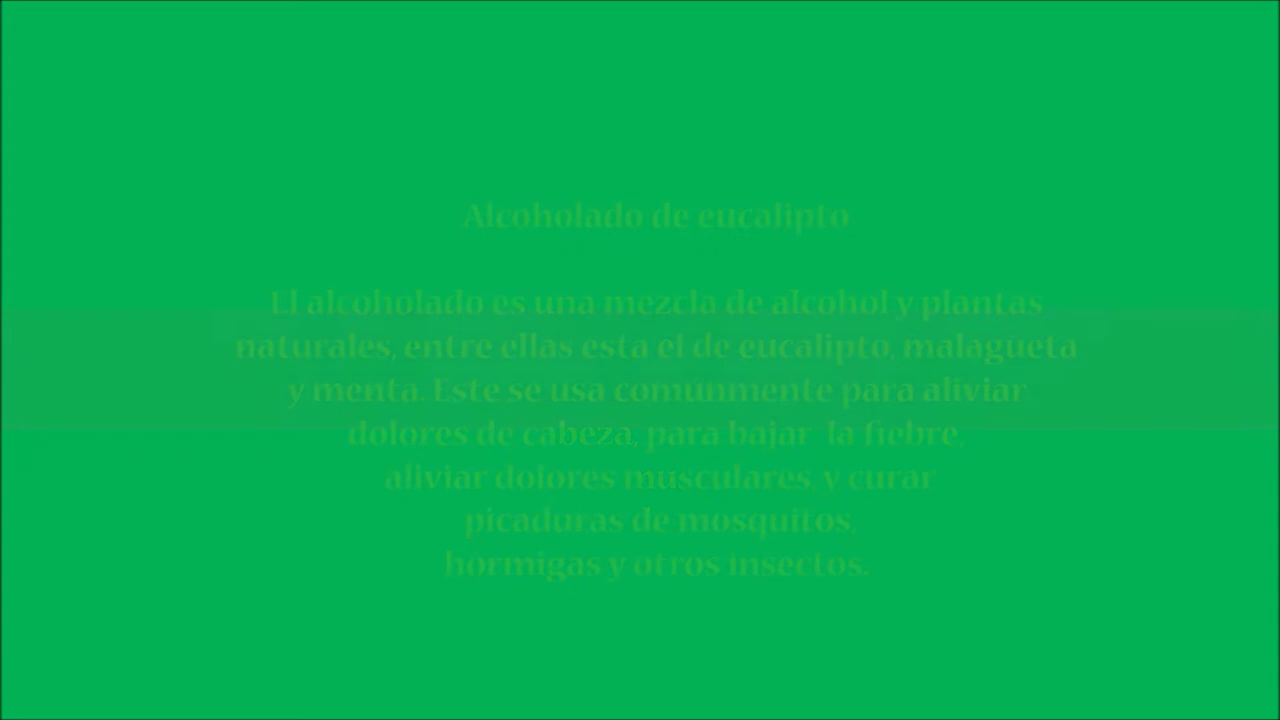 Alcoholado de eucalipto
El alcoholado es una mezcla de alcohol y plantas
naturales, entre ellas esta el de eucalipto, malagueta
y menta. Este se usa comunmente para aliviar
dolores de cabeza, para bajar la fiebre,
aliviar dolores musculares, y curar
picaduras de mosquitos,
hormigas y otros insectos.